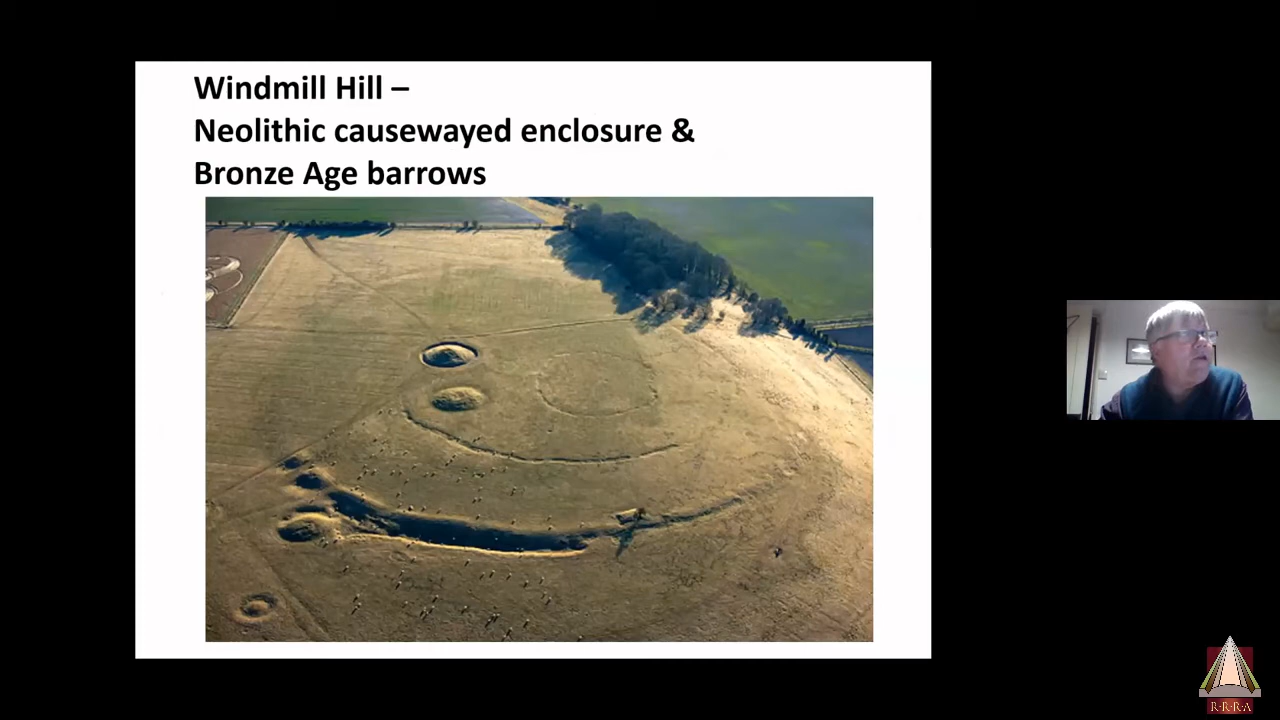 Windmill Hill –
Neolithic causewayed enclosure &
Bronze Age barrows
R·R·R·A